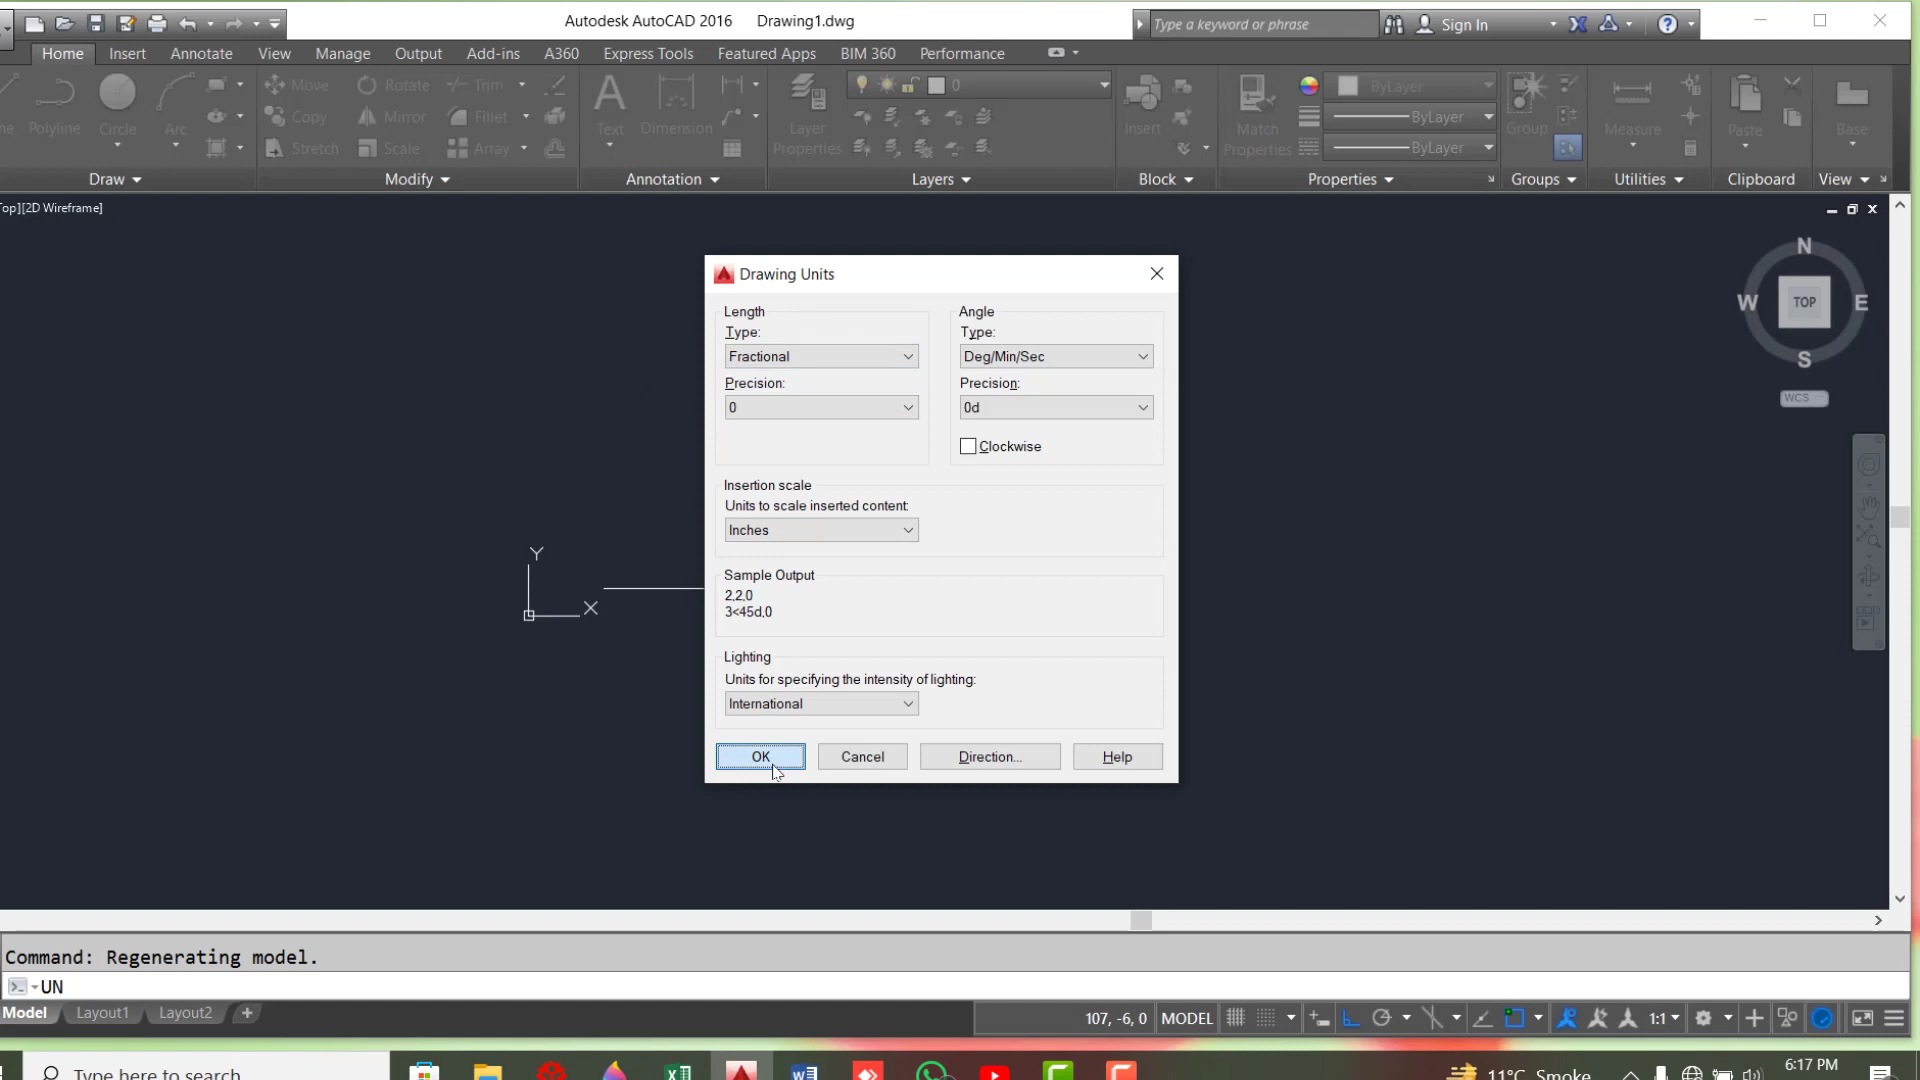 Autodesk AutoCAD 2016 Drawing1.dwg
Type a keyword or phrase
Sign In
Home Insert Annotate View Manage Output Add-ins A360 Express Tools Featured Apps BIM 360 Performance
Polyline Circle Arc
Move Rotate Trim
Copy Mirror Fillet
Stretch Scale Array
Text Dimension
Layer Properties
0
Insert
Match Properties
ByLayer
ByLayer
ByLayer
Group
Measure
Paste
Base
Draw Modify Annotation Layers Block Properties Groups Utilities Clipboard View
Top][2D Wireframe]
N
W TOP E
S
WCS
Y
X
Drawing Units
Length
Type:
Fractional
Precision:
0
Angle
Type:
Deg/Min/Sec
Precision:
0d
Clockwise
Insertion scale
Units to scale inserted content:
Inches
Sample Output
2,2,0
3<45d,0
Lighting
Units for specifying the intensity of lighting:
International
OK Cancel Direction... Help
Command: Regenerating model.
UN
Model Layout1 Layout2 +
107, -6, 0 MODEL 1:1
Type here to search
11°C Smoke
6:17 PM